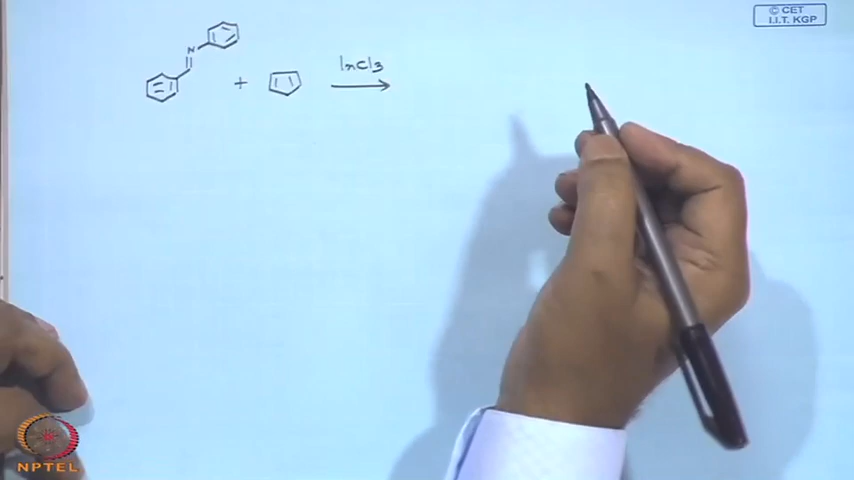 © CET
I.I.T. KGP
N
+
InCl3
NPTEL